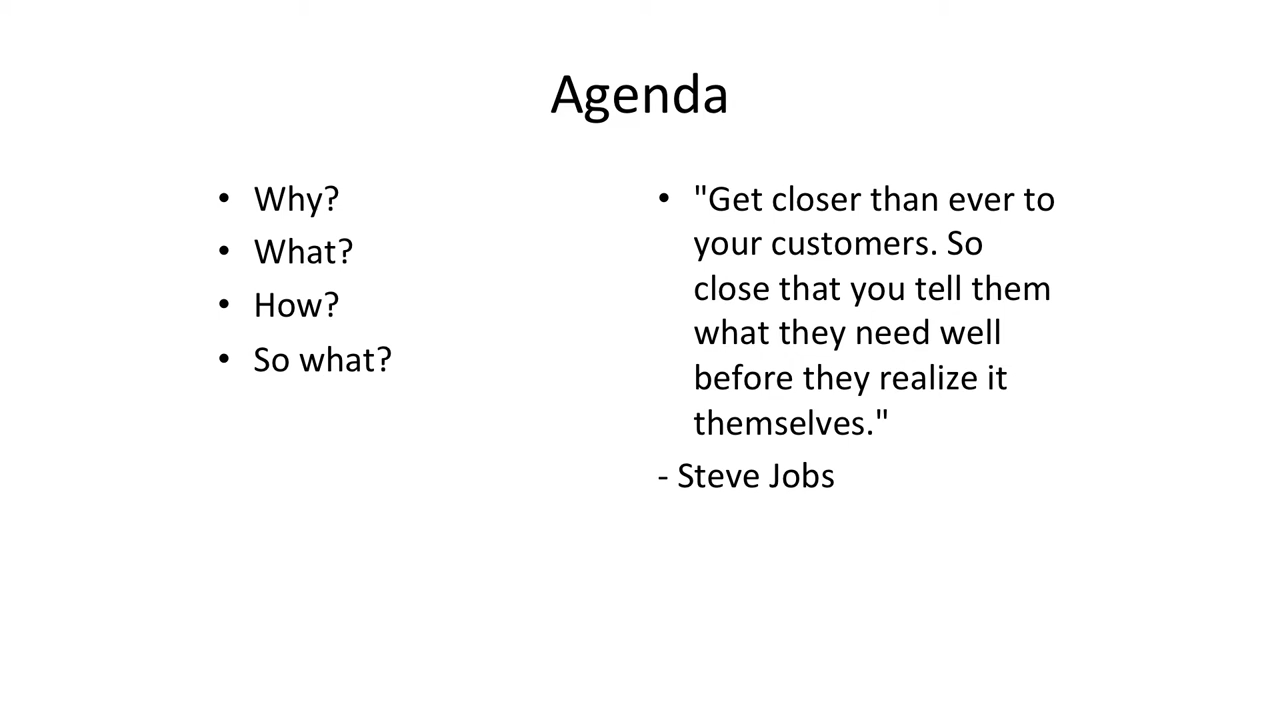 Agenda
• Why?
• What?
• How?
• So what?
• "Get closer than ever to
your customers. So
close that you tell them
what they need well
before they realize it
themselves."
- Steve Jobs